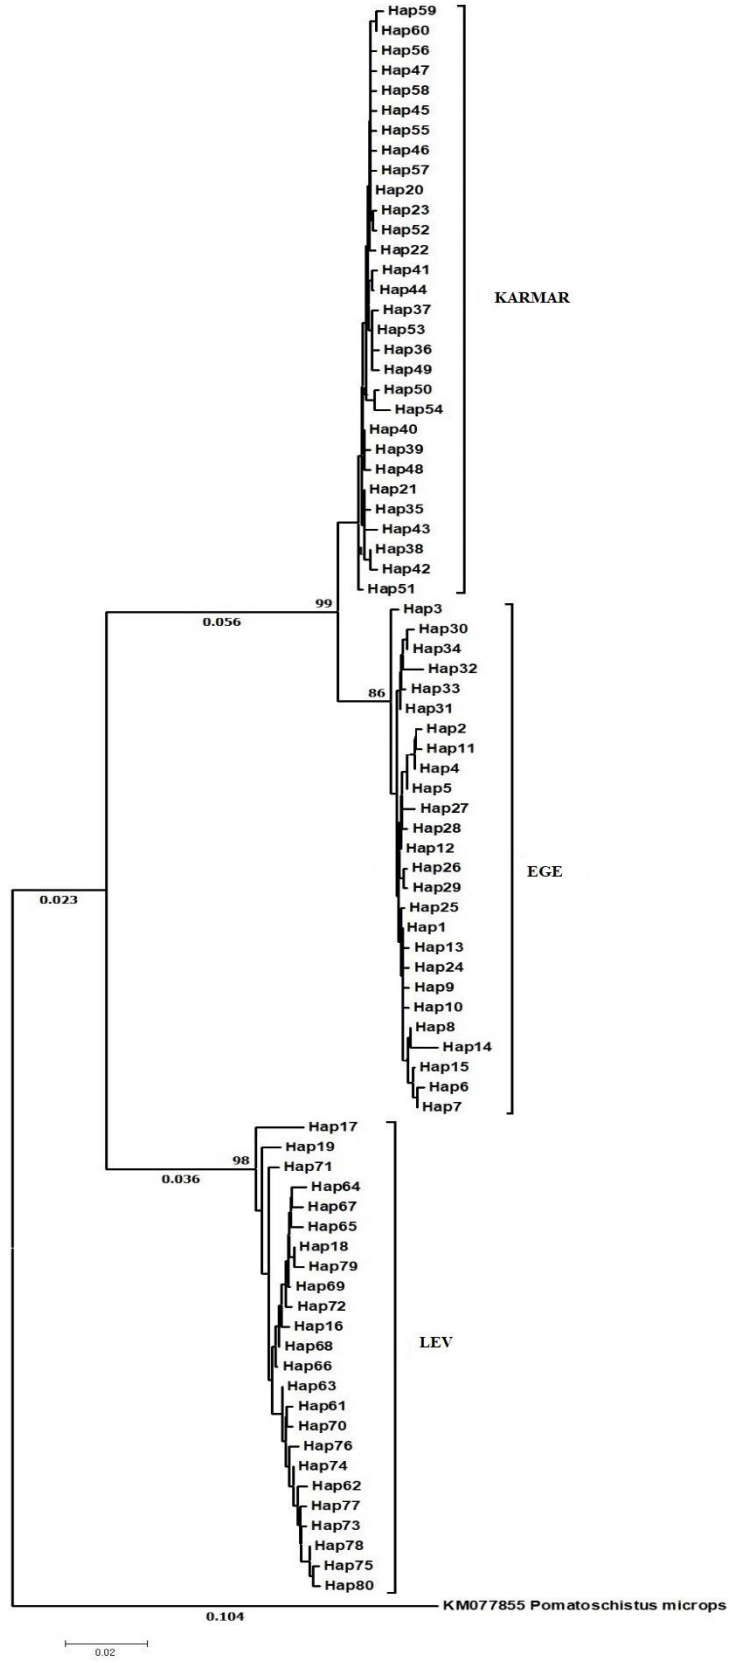 Hap59
Hap60
Hap56
Hap47
Hap58
Hap45
Hap55
Hap46
Hap57
Hap20
Hap23
Hap52
Hap22
Hap41
Hap44
KARMAR
Hap37
Hap53
Hap36
Hap49
Hap50
Hap54
Hap40
Hap39
Hap48
Hap21
Hap35
Hap43
Hap38
Hap42
Hap51
99
0.056
Hap3
Hap30
Hap34
Hap32
Hap33
86
Hap31
Hap2
Hap11
Hap4
Hap5
Hap27
Hap28
Hap12
Hap26
EGE
Hap29
0.023
Hap25
Hap1
Hap13
Hap24
Hap9
Hap10
Hap8
Hap14
Hap15
Hap6
Hap7
Hap17
Hap19
98
0.036
Hap71
Hap64
Hap67
Hap65
Hap18
Hap79
Hap69
Hap72
Hap16
LEV
Hap68
Hap66
Hap63
Hap61
Hap70
Hap76
Hap74
Hap62
Hap77
Hap73
Hap78
Hap75
Hap80
KM077855 Pomatoschistus microps
0.104
0.02